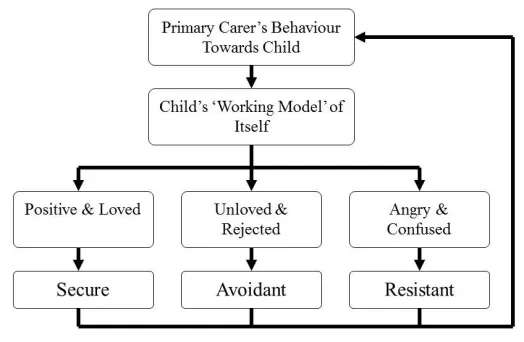 Primary Carer's Behaviour
Towards Child
Child's ‘Working Model’ of
Itself
Positive & Loved
Unloved &
Rejected
Angry &
Confused
Secure
Avoidant
Resistant